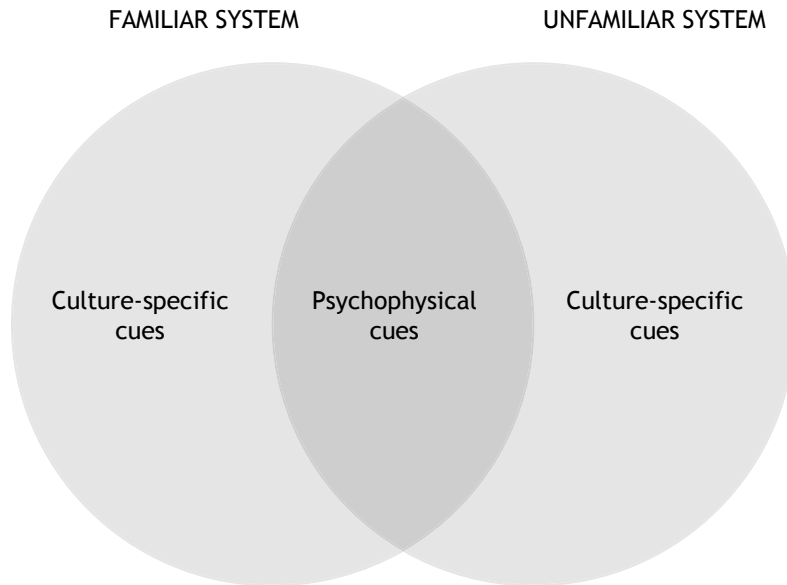 FAMILIAR SYSTEM
UNFAMILIAR SYSTEM
Culture-specific
cues
Psychophysical
cues
Culture-specific
cues